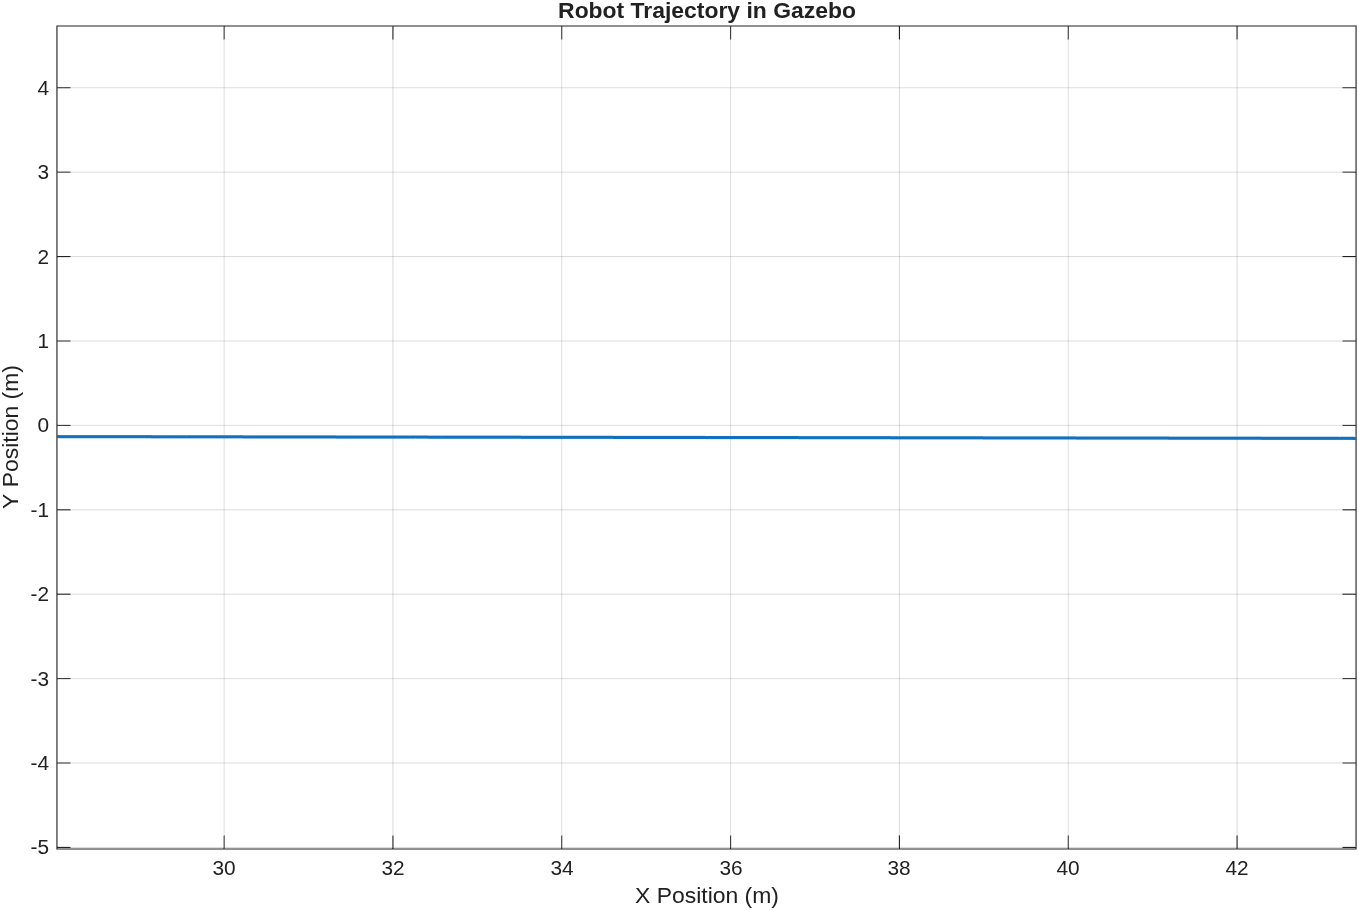 Robot Trajectory in Gazebo
Y Position (m)
4
3
2
1
0
-1
-2
-3
-4
-5
30 32 34 36 38 40 42
X Position (m)